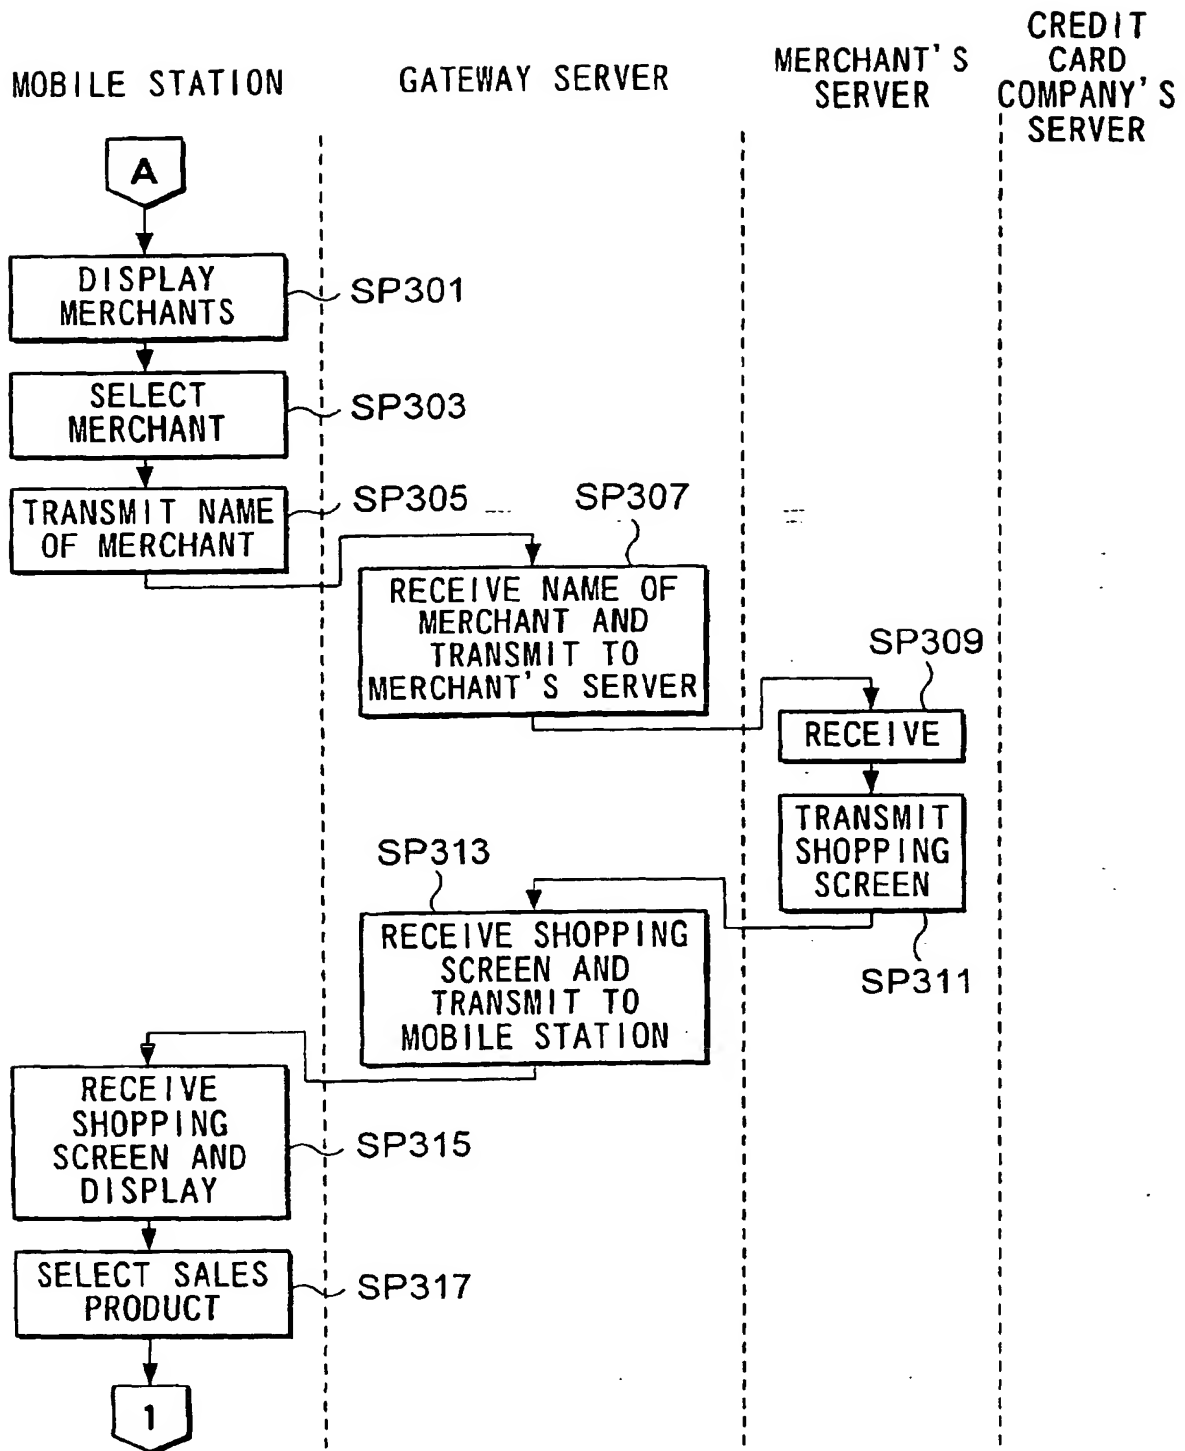 MOBILE STATION
GATEWAY SERVER
MERCHANT'S
SERVER
CREDIT
CARD
COMPANY'S
SERVER
A
DISPLAY
MERCHANTS
SP301
SELECT
MERCHANT
SP303
TRANSMIT NAME
OF MERCHANT
SP305
SP307
RECEIVE NAME OF
MERCHANT AND
TRANSMIT TO
MERCHANT'S SERVER
SP309
RECEIVE
TRANSMIT
SHOPPING
SCREEN
SP311
SP313
RECEIVE SHOPPING
SCREEN AND
TRANSMIT TO
MOBILE STATION
RECEIVE
SHOPPING
SCREEN AND
DISPLAY
SP315
SELECT SALES
PRODUCT
SP317
1